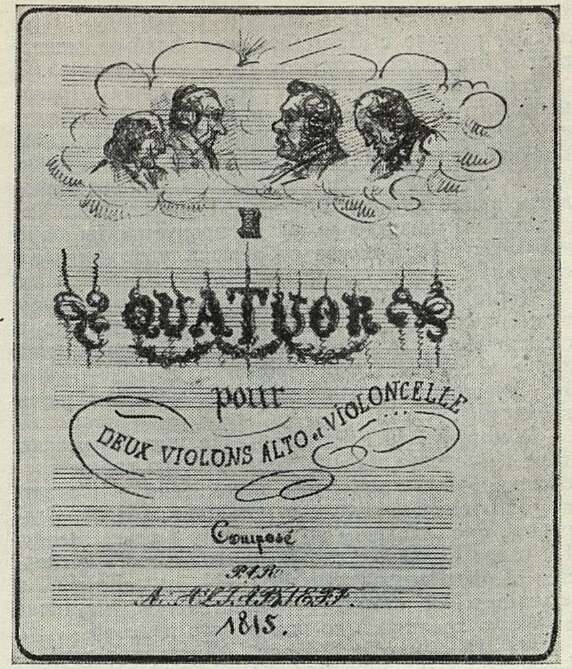 I
QUATUOR
pour
DEUX VIOLONS ALTO et VIOLONCELLE
Composé
PAR
A. ALIABIEFF.
1815.